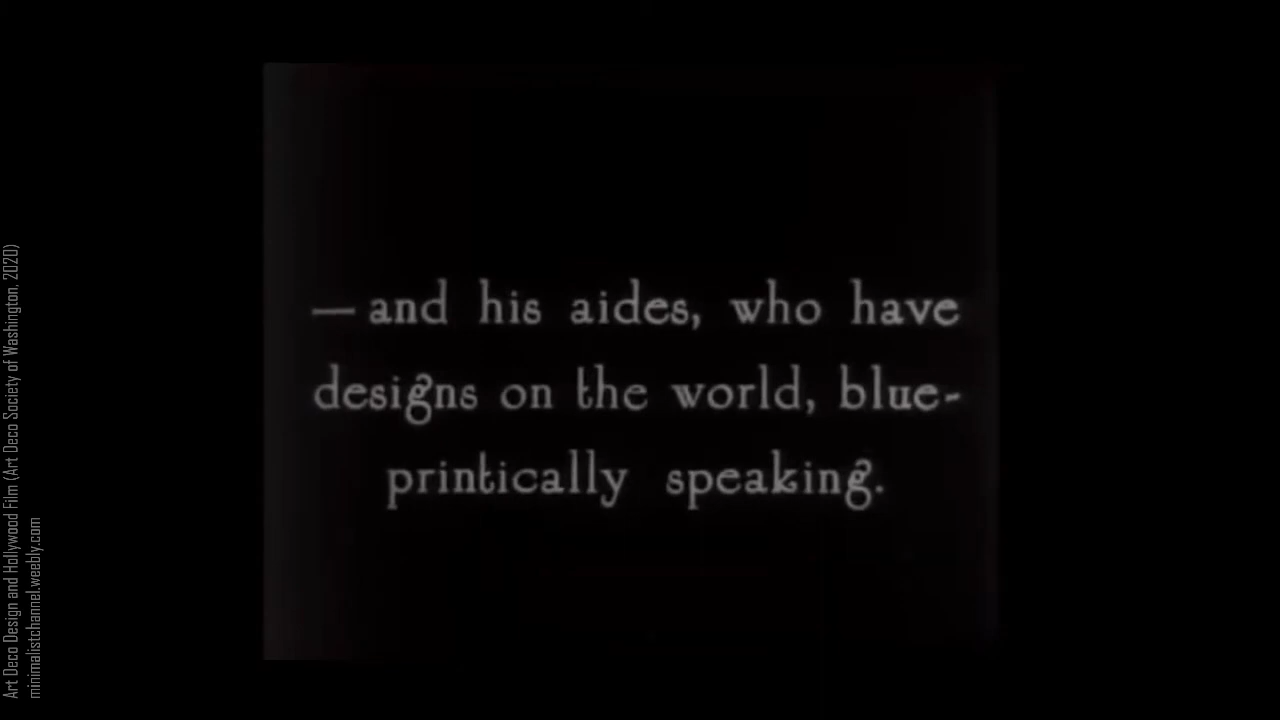 — and his aides, who have
designs on the world, blue-
printically speaking.
Art Deco Design and Hollywood Film (Art Deco Society of Washington, 2020)
minimalistchannel.weebly.com